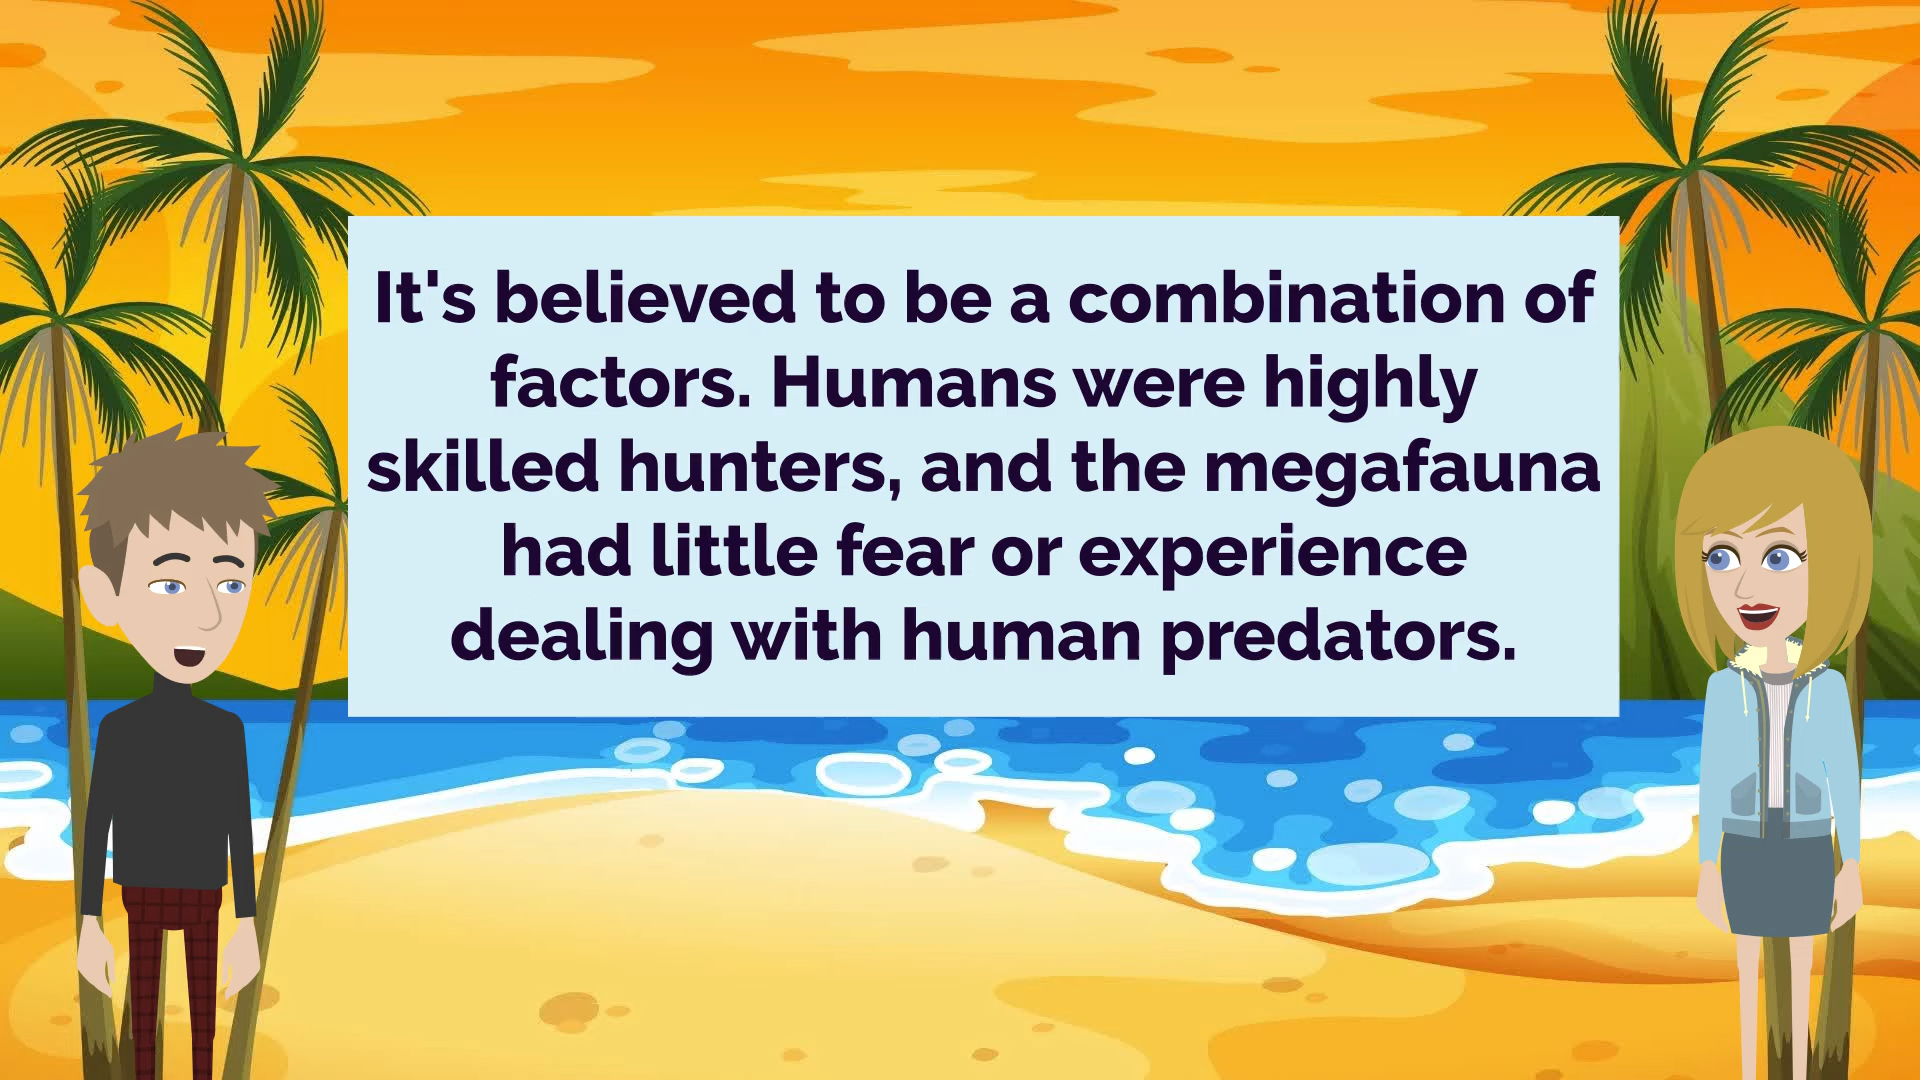 It's believed to be a combination of
factors. Humans were highly
skilled hunters, and the megafauna
had little fear or experience
dealing with human predators.